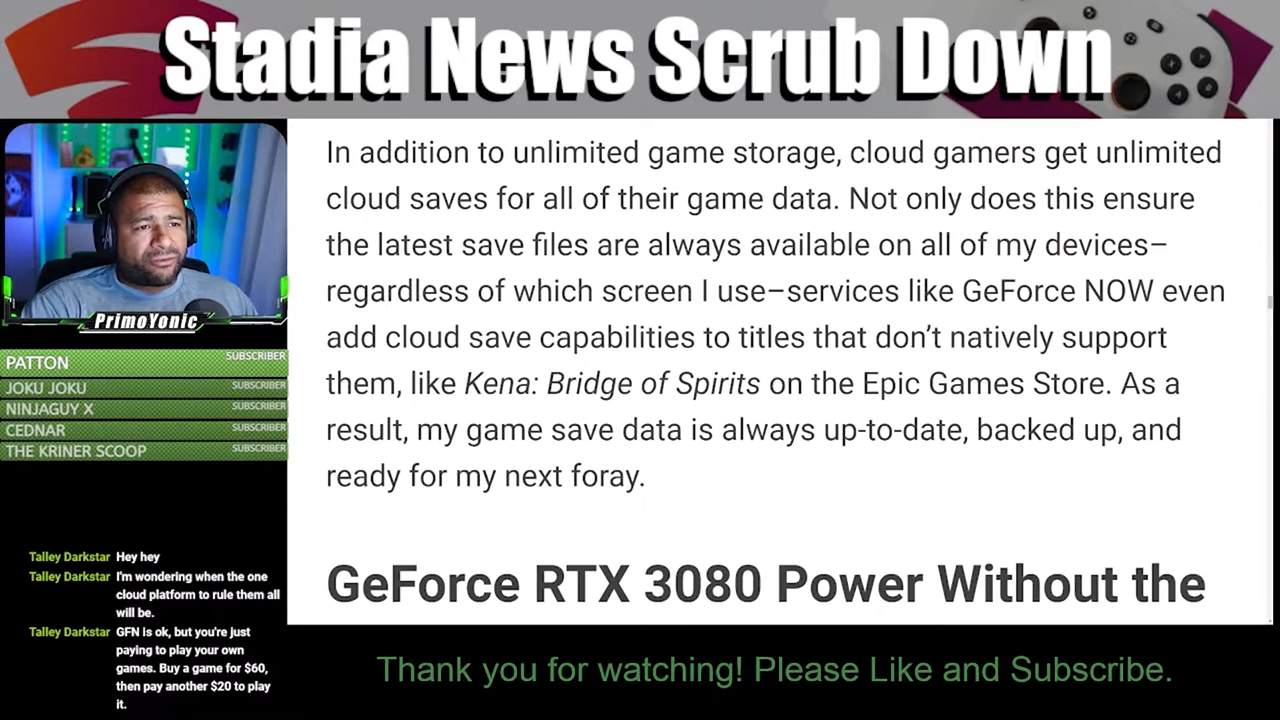 Stadia News Scrub Down
In addition to unlimited game storage, cloud gamers get unlimited
cloud saves for all of their game data. Not only does this ensure
the latest save files are always available on all of my devices–
regardless of which screen I use–services like GeForce NOW even
add cloud save capabilities to titles that don’t natively support
them, like Kena: Bridge of Spirits on the Epic Games Store. As a
result, my game save data is always up-to-date, backed up, and
ready for my next foray.
GeForce RTX 3080 Power Without the
PrimoYonic
PATTON SUBSCRIBER
JOKU JOKU SUBSCRIBER
NINJAGUY X SUBSCRIBER
CEDNAR SUBSCRIBER
THE KRINER SCOOP SUBSCRIBER
Talley Darkstar Hey hey
Talley Darkstar I'm wondering when the one
cloud platform to rule them all
will be.
Talley Darkstar GFN is ok, but you're just
paying to play your own
games. Buy a game for $60,
then pay another $20 to play
it.
Thank you for watching! Please Like and Subscribe.